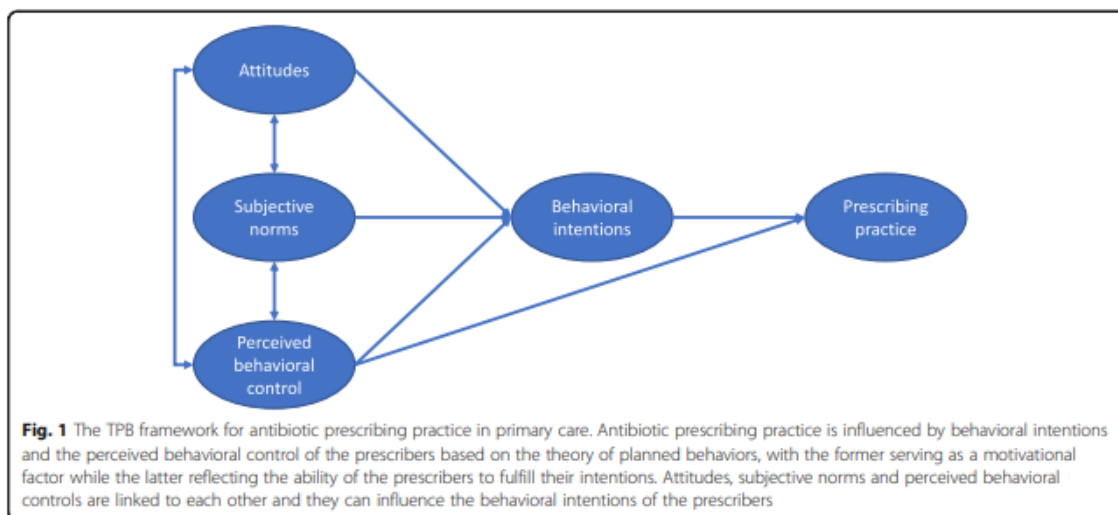 Attitudes
Subjective
norms
Behavioral
intentions
Prescribing
practice
Perceived
behavioral
control
Fig. 1 The TPB framework for antibiotic prescribing practice in primary care. Antibiotic prescribing practice is influenced by behavioral intentions
and the perceived behavioral control of the prescribers based on the theory of planned behaviors, with the former serving as a motivational
factor while the latter reflecting the ability of the prescribers to fulfill their intentions. Attitudes, subjective norms and perceived behavioral
controls are linked to each other and they can influence the behavioral intentions of the prescribers